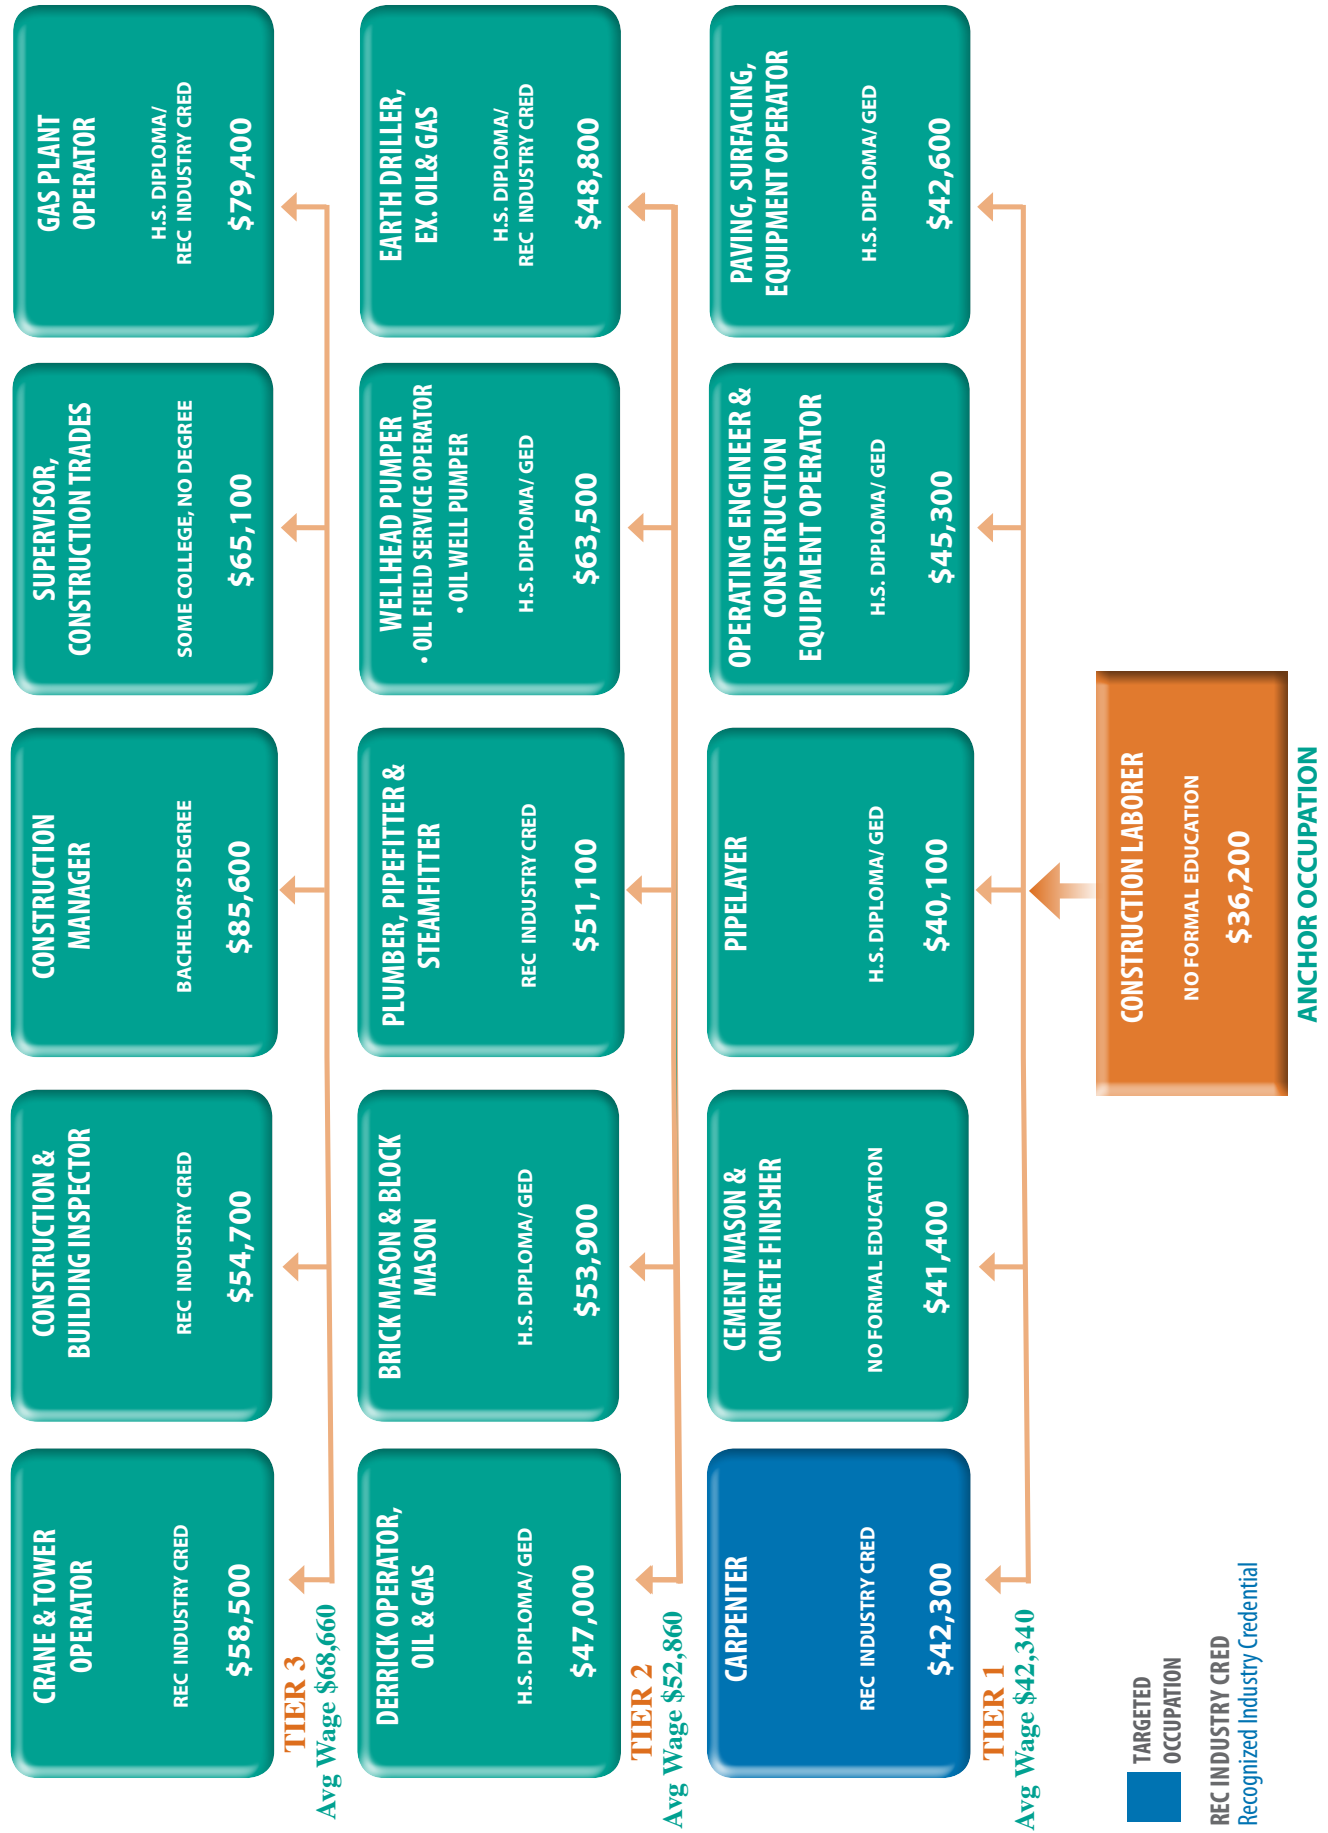 CRANE & TOWER
OPERATOR
REC INDUSTRY CRED
$58,500
CONSTRUCTION &
BUILDING INSPECTOR
REC INDUSTRY CRED
$54,700
CONSTRUCTION
MANAGER
BACHELOR'S DEGREE
$85,600
SUPERVISOR,
CONSTRUCTION TRADES
SOME COLLEGE, NO DEGREE
$65,100
GAS PLANT
OPERATOR
H.S. DIPLOMA/
REC INDUSTRY CRED
$79,400
TIER 3
Avg Wage $68,660
DERRICK OPERATOR,
OIL & GAS
H.S. DIPLOMA/ GED
$47,000
BRICK MASON & BLOCK
MASON
H.S. DIPLOMA/ GED
$53,900
PLUMBER, PIPEFITTER &
STEAMFITTER
REC INDUSTRY CRED
$51,100
WELLHEAD PUMPER
• OIL FIELD SERVICE OPERATOR
• OIL WELL PUMPER
H.S. DIPLOMA/ GED
$63,500
EARTH DRILLER,
EX. OIL& GAS
H.S. DIPLOMA/
REC INDUSTRY CRED
$48,800
TIER 2
Avg Wage $52,860
CARPENTER
REC INDUSTRY CRED
$42,300
CEMENT MASON &
CONCRETE FINISHER
NO FORMAL EDUCATION
$41,400
PIPELAYER
H.S. DIPLOMA/ GED
$40,100
OPERATING ENGINEER &
CONSTRUCTION
EQUIPMENT OPERATOR
H.S. DIPLOMA/ GED
$45,300
PAVING, SURFACING,
EQUIPMENT OPERATOR
H.S. DIPLOMA/ GED
$42,600
TIER 1
Avg Wage $42,340
CONSTRUCTION LABORER
NO FORMAL EDUCATION
$36,200
ANCHOR OCCUPATION
TARGETED
OCCUPATION
REC INDUSTRY CRED
Recognized Industry Credential